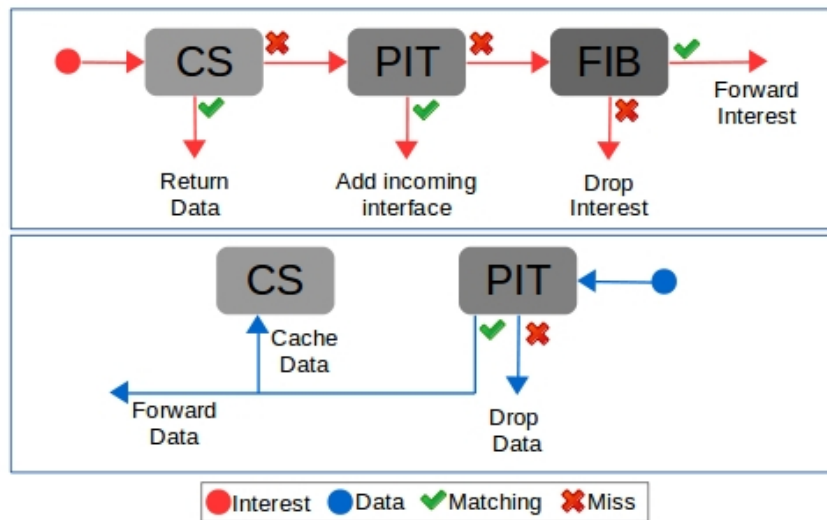 CS
PIT
FIB
Forward
Interest
Return
Data
Add incoming
interface
Drop
Interest
CS
PIT
Cache
Data
Forward
Data
Drop
Data
Interest Data Matching Miss